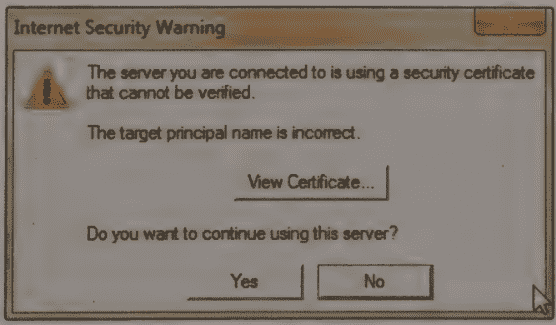 Internet Security Warning
The server you are connected to is using a security certificate
that cannot be verified.
The target principal name is incorrect.
View Certificate...
Do you want to continue using this server?
Yes
No